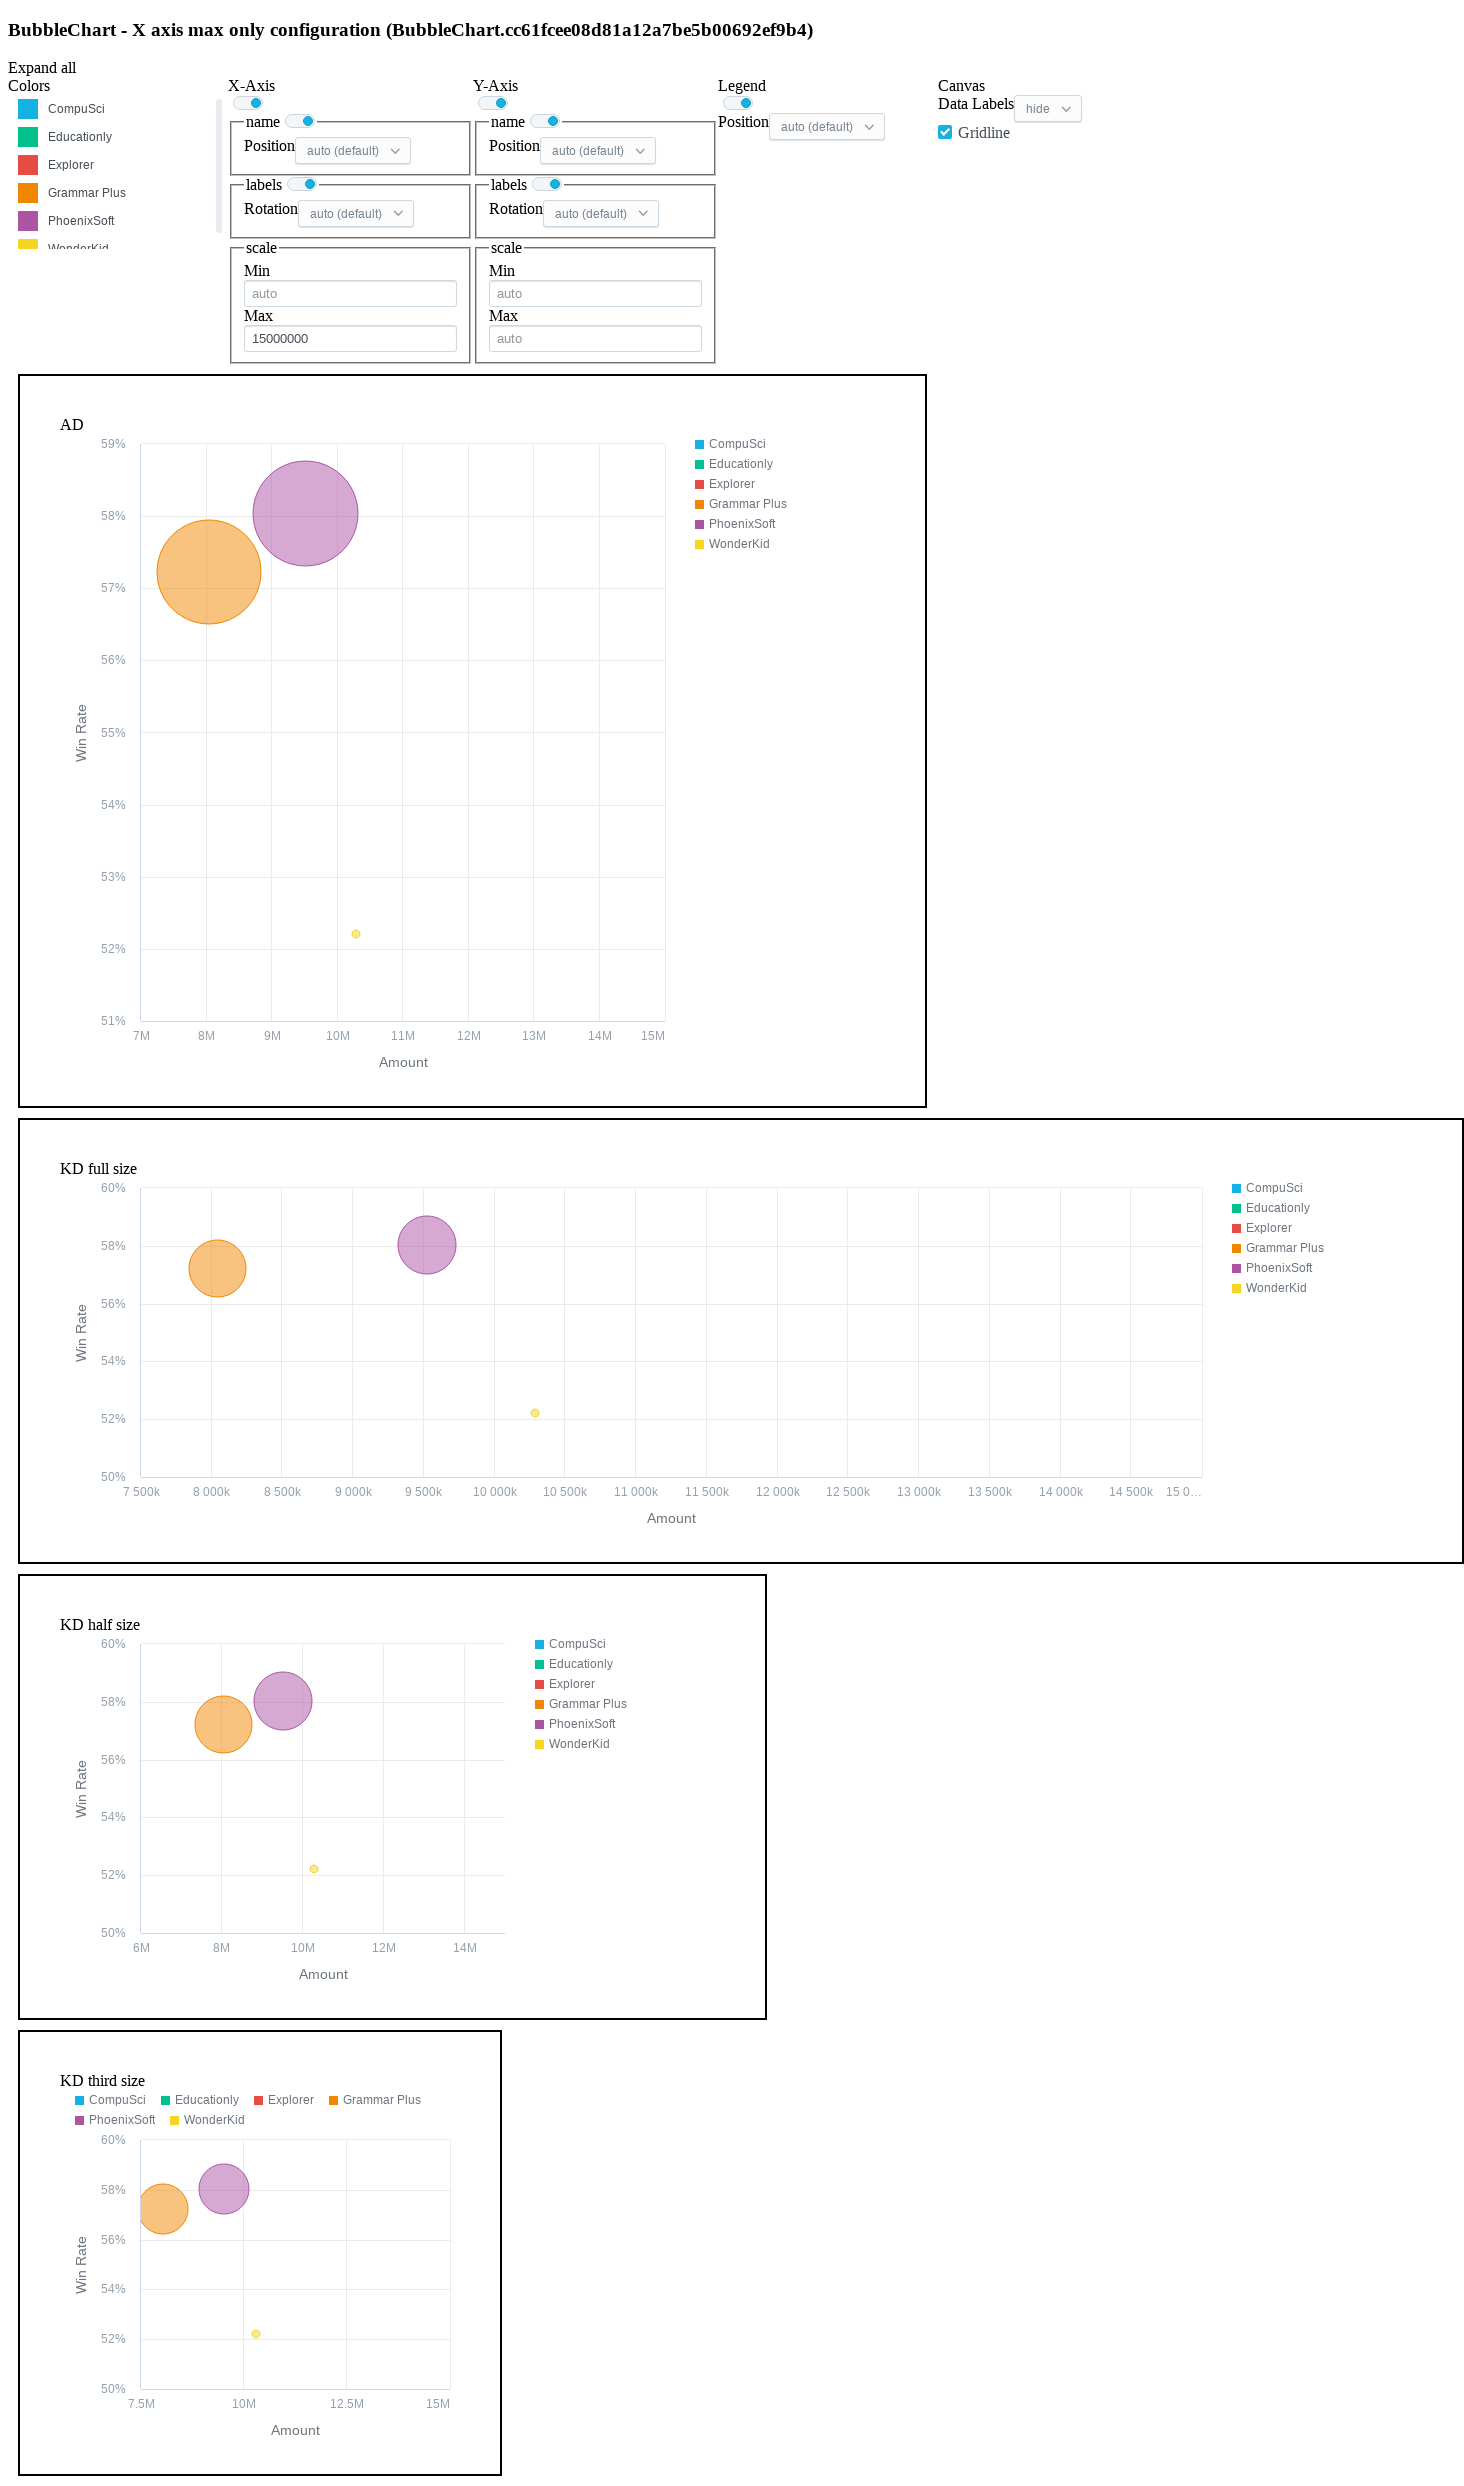 BubbleChart - X axis max only configuration (BubbleChart.cc61fcee08d81a12a7be5b00692ef9b4)
Expand all
Colors
CompuSci
Educationly
Explorer
Grammar Plus
PhoenixSoft
WonderKid
X-Axis
name
Position auto (default)
labels
Rotation auto (default)
scale
Min
auto
Max
15000000
Y-Axis
name
Position auto (default)
labels
Rotation auto (default)
scale
Min
auto
Max
auto
Legend
Position auto (default)
Canvas
Data Labels hide
Gridline
AD
59%
58%
57%
56%
55%
54%
53%
52%
51%
Win Rate
7M 8M 9M 10M 11M 12M 13M 14M 15M
Amount
CompuSci
Educationly
Explorer
Grammar Plus
PhoenixSoft
WonderKid
KD full size
60%
58%
56%
54%
52%
50%
Win Rate
7 500k 8 000k 8 500k 9 000k 9 500k 10 000k 10 500k 11 000k 11 500k 12 000k 12 500k 13 000k 13 500k 14 000k 14 500k 15 0…
Amount
CompuSci
Educationly
Explorer
Grammar Plus
PhoenixSoft
WonderKid
KD half size
60%
58%
56%
54%
52%
50%
Win Rate
6M 8M 10M 12M 14M
Amount
CompuSci
Educationly
Explorer
Grammar Plus
PhoenixSoft
WonderKid
KD third size
CompuSci Educationly Explorer Grammar Plus
PhoenixSoft WonderKid
60%
58%
56%
54%
52%
50%
Win Rate
7.5M 10M 12.5M 15M
Amount